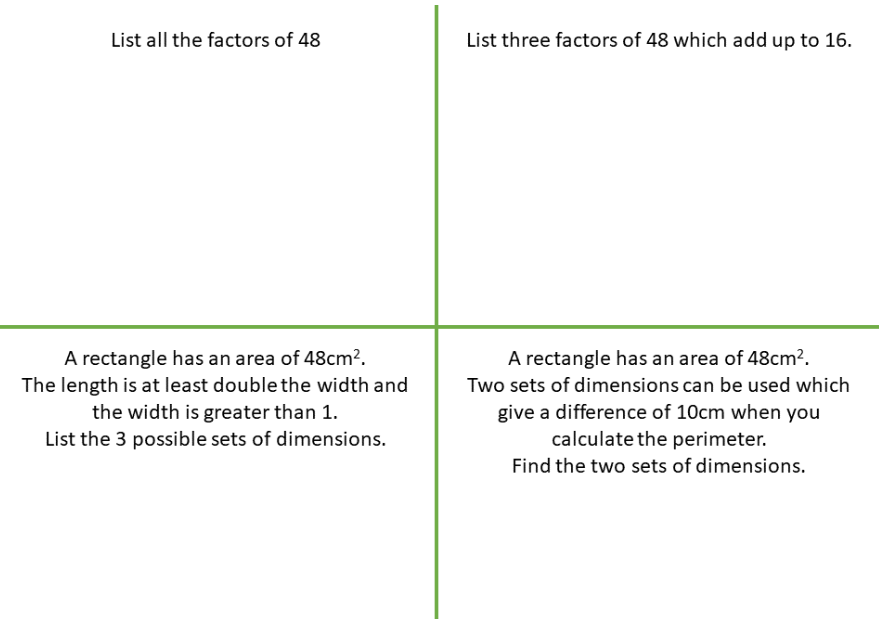 List all the factors of 48
List three factors of 48 which add up to 16.
A rectangle has an area of 48cm².
The length is at least double the width and
the width is greater than 1.
List the 3 possible sets of dimensions.
A rectangle has an area of 48cm².
Two sets of dimensions can be used which
give a difference of 10cm when you
calculate the perimeter.
Find the two sets of dimensions.